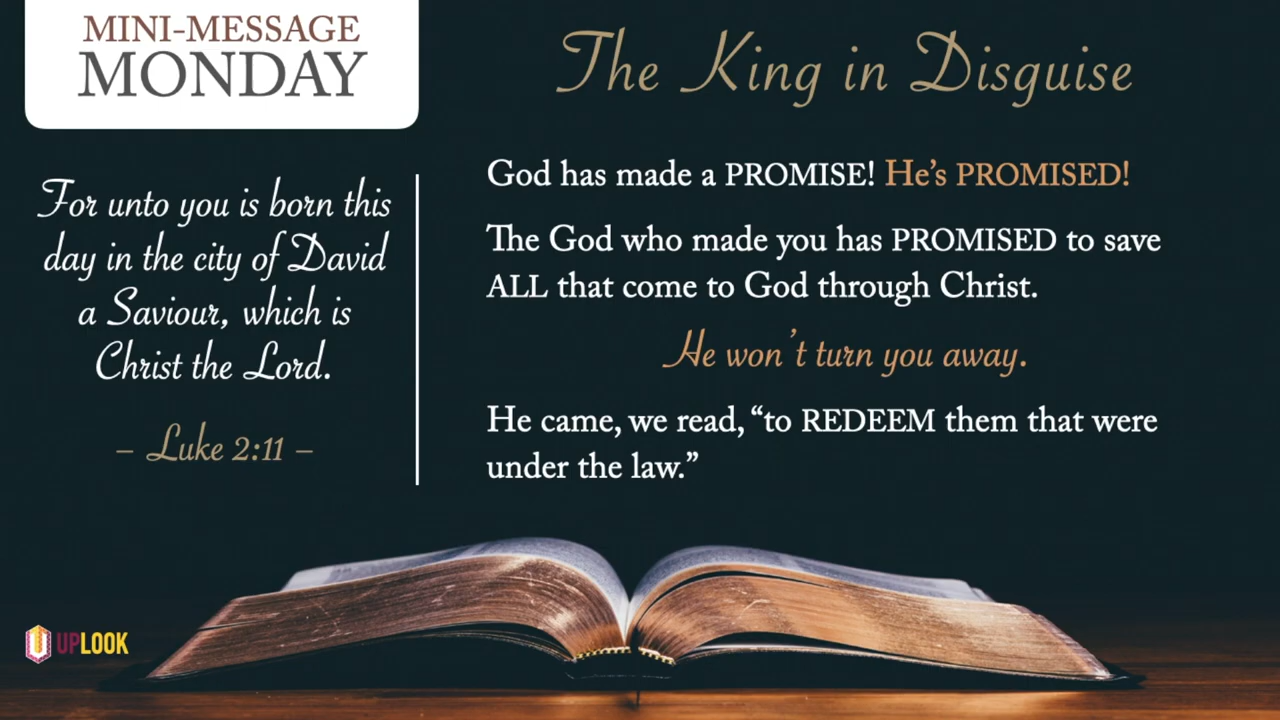 MINI-MESSAGE
MONDAY
For unto you is born this
day in the city of David
a Saviour, which is
Christ the Lord.
– Luke 2:11 –
The King in Disguise
God has made a PROMISE! He’s PROMISED!
The God who made you has PROMISED to save
ALL that come to God through Christ.
He won’t turn you away.
He came, we read, “to REDEEM them that were
under the law.”
UPLOOK